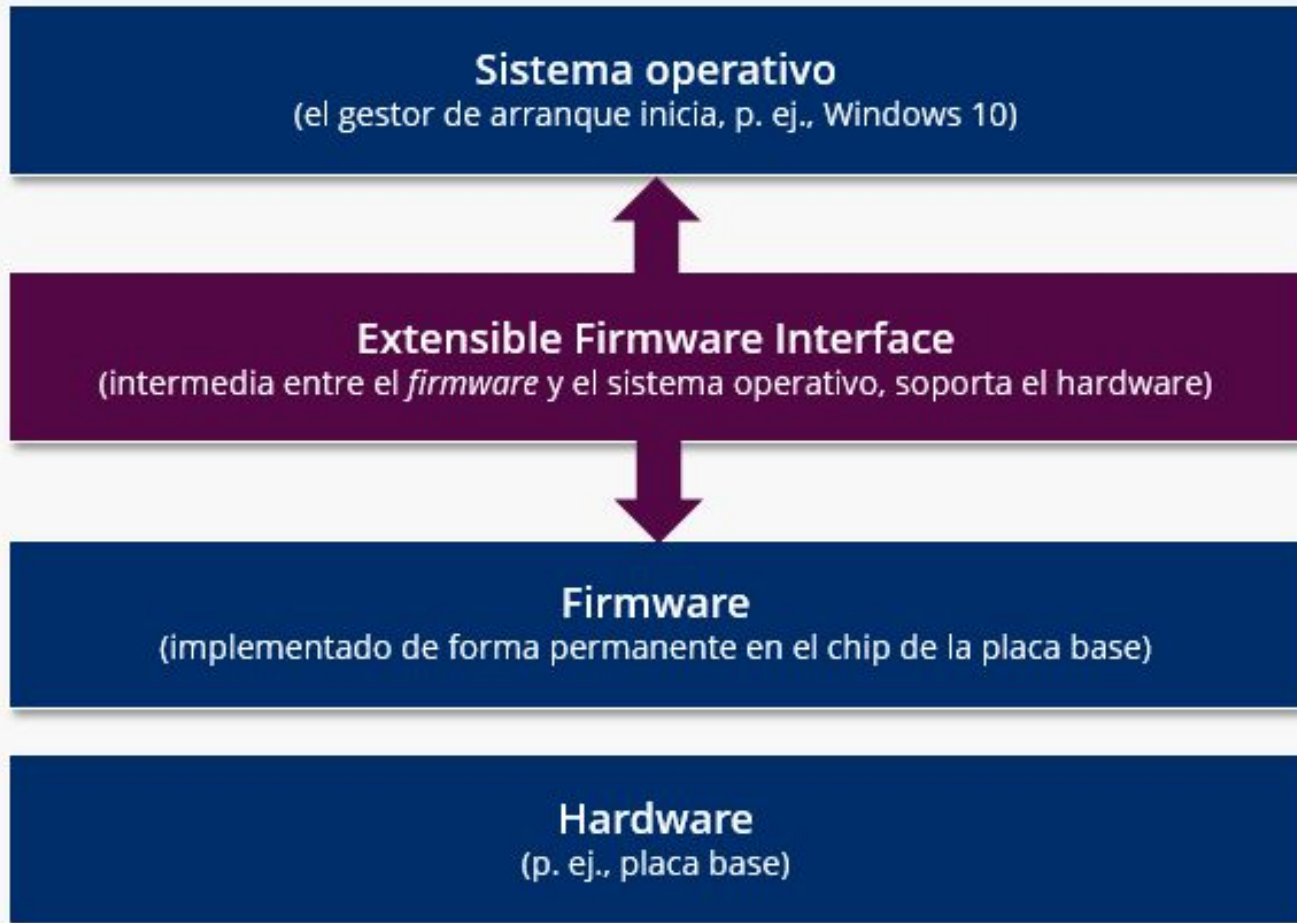 Sistema operativo
(el gestor de arranque inicia, p. ej., Windows 10)
Extensible Firmware Interface
(intermedia entre el firmware y el sistema operativo, soporta el hardware)
Firmware
(implementado de forma permanente en el chip de la placa base)
Hardware
(p. ej., placa base)